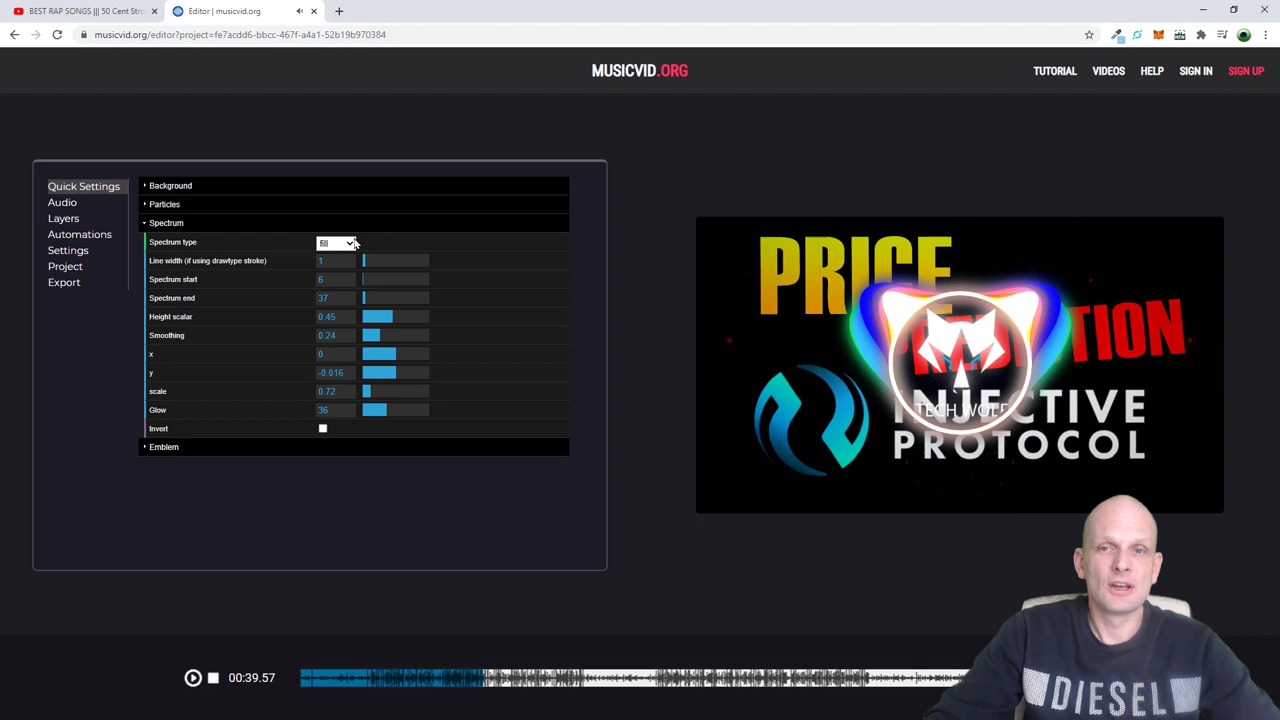 BEST RAP SONGS ||| 50 Cent Stro
Editor | musicvid.org
musicvid.org/editor?project=fe7acdd6-bbcc-467f-a4a1-52b19b970384
MUSICVID.ORG
TUTORIAL
VIDEOS
HELP
SIGN IN
SIGN UP
Quick Settings
Audio
Layers
Automations
Settings
Project
Export
Background
Particles
Spectrum
Spectrum type
fill
Line width (if using drawtype stroke)
1
Spectrum start
6
Spectrum end
37
Height scalar
0.45
Smoothing
0.24
x
0
y
-0.016
scale
0.72
Glow
36
Invert
Emblem
PRICE
TECH WOLF
INJECTIVE
PROTOCOL
00:39.57
DIESEL